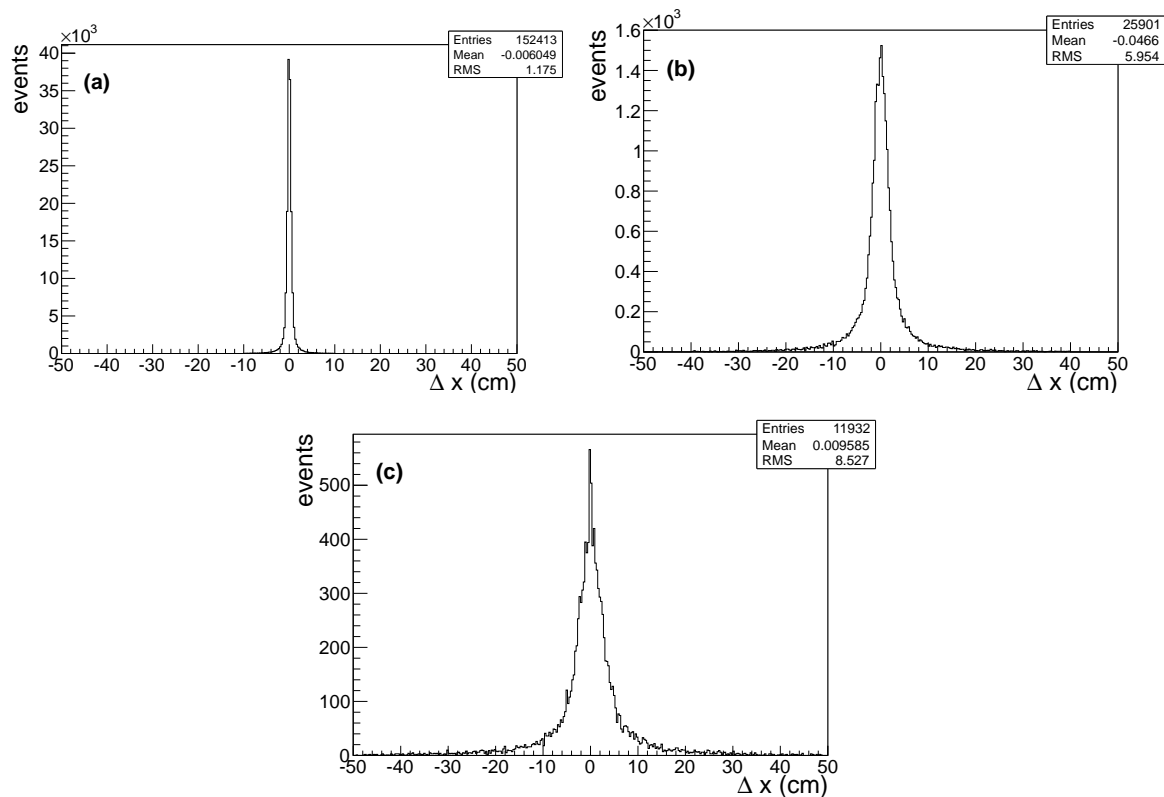 ×10³
events
(a)
Entries 152413
Mean -0.006049
RMS 1.175
40
35
30
25
20
15
10
5
0
-50 -40 -30 -20 -10 0 10 20 30 40 50
Δ x (cm)
×10³
events
(b)
Entries 25901
Mean -0.0466
RMS 5.954
1.6
1.4
1.2
1
0.8
0.6
0.4
0.2
0
-50 -40 -30 -20 -10 0 10 20 30 40 50
Δ x (cm)
events
(c)
Entries 11932
Mean 0.009585
RMS 8.527
500
400
300
200
100
0
-50 -40 -30 -20 -10 0 10 20 30 40 50
Δ x (cm)